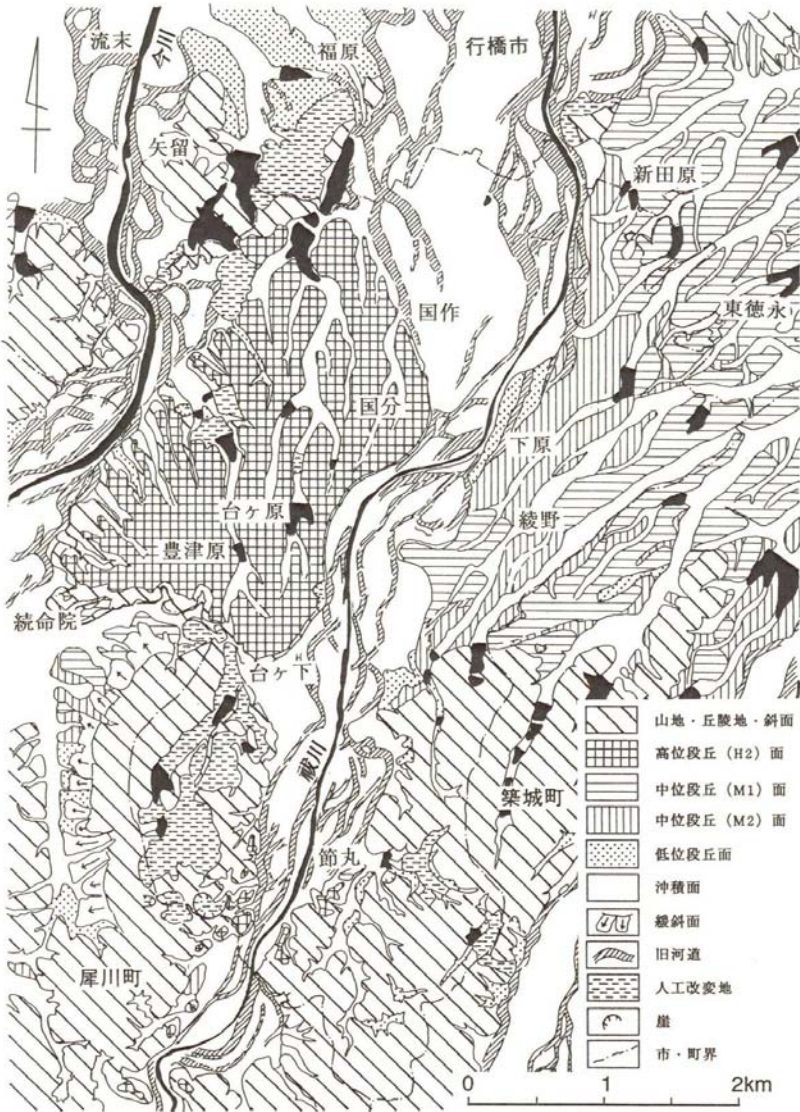 流末
今川
福原
行橋市
矢留
新田原
国作
東徳永
国分
下原
台ヶ原
綾野
豊津原
続命院
台ヶ下
祓川
築城町
節丸
犀川町
山地・丘陵地・斜面
高位段丘(H2)面
中位段丘(M1)面
中位段丘(M2)面
低位段丘面
沖積面
緩斜面
旧河道
人工改変地
崖
市・町界
0 1 2km